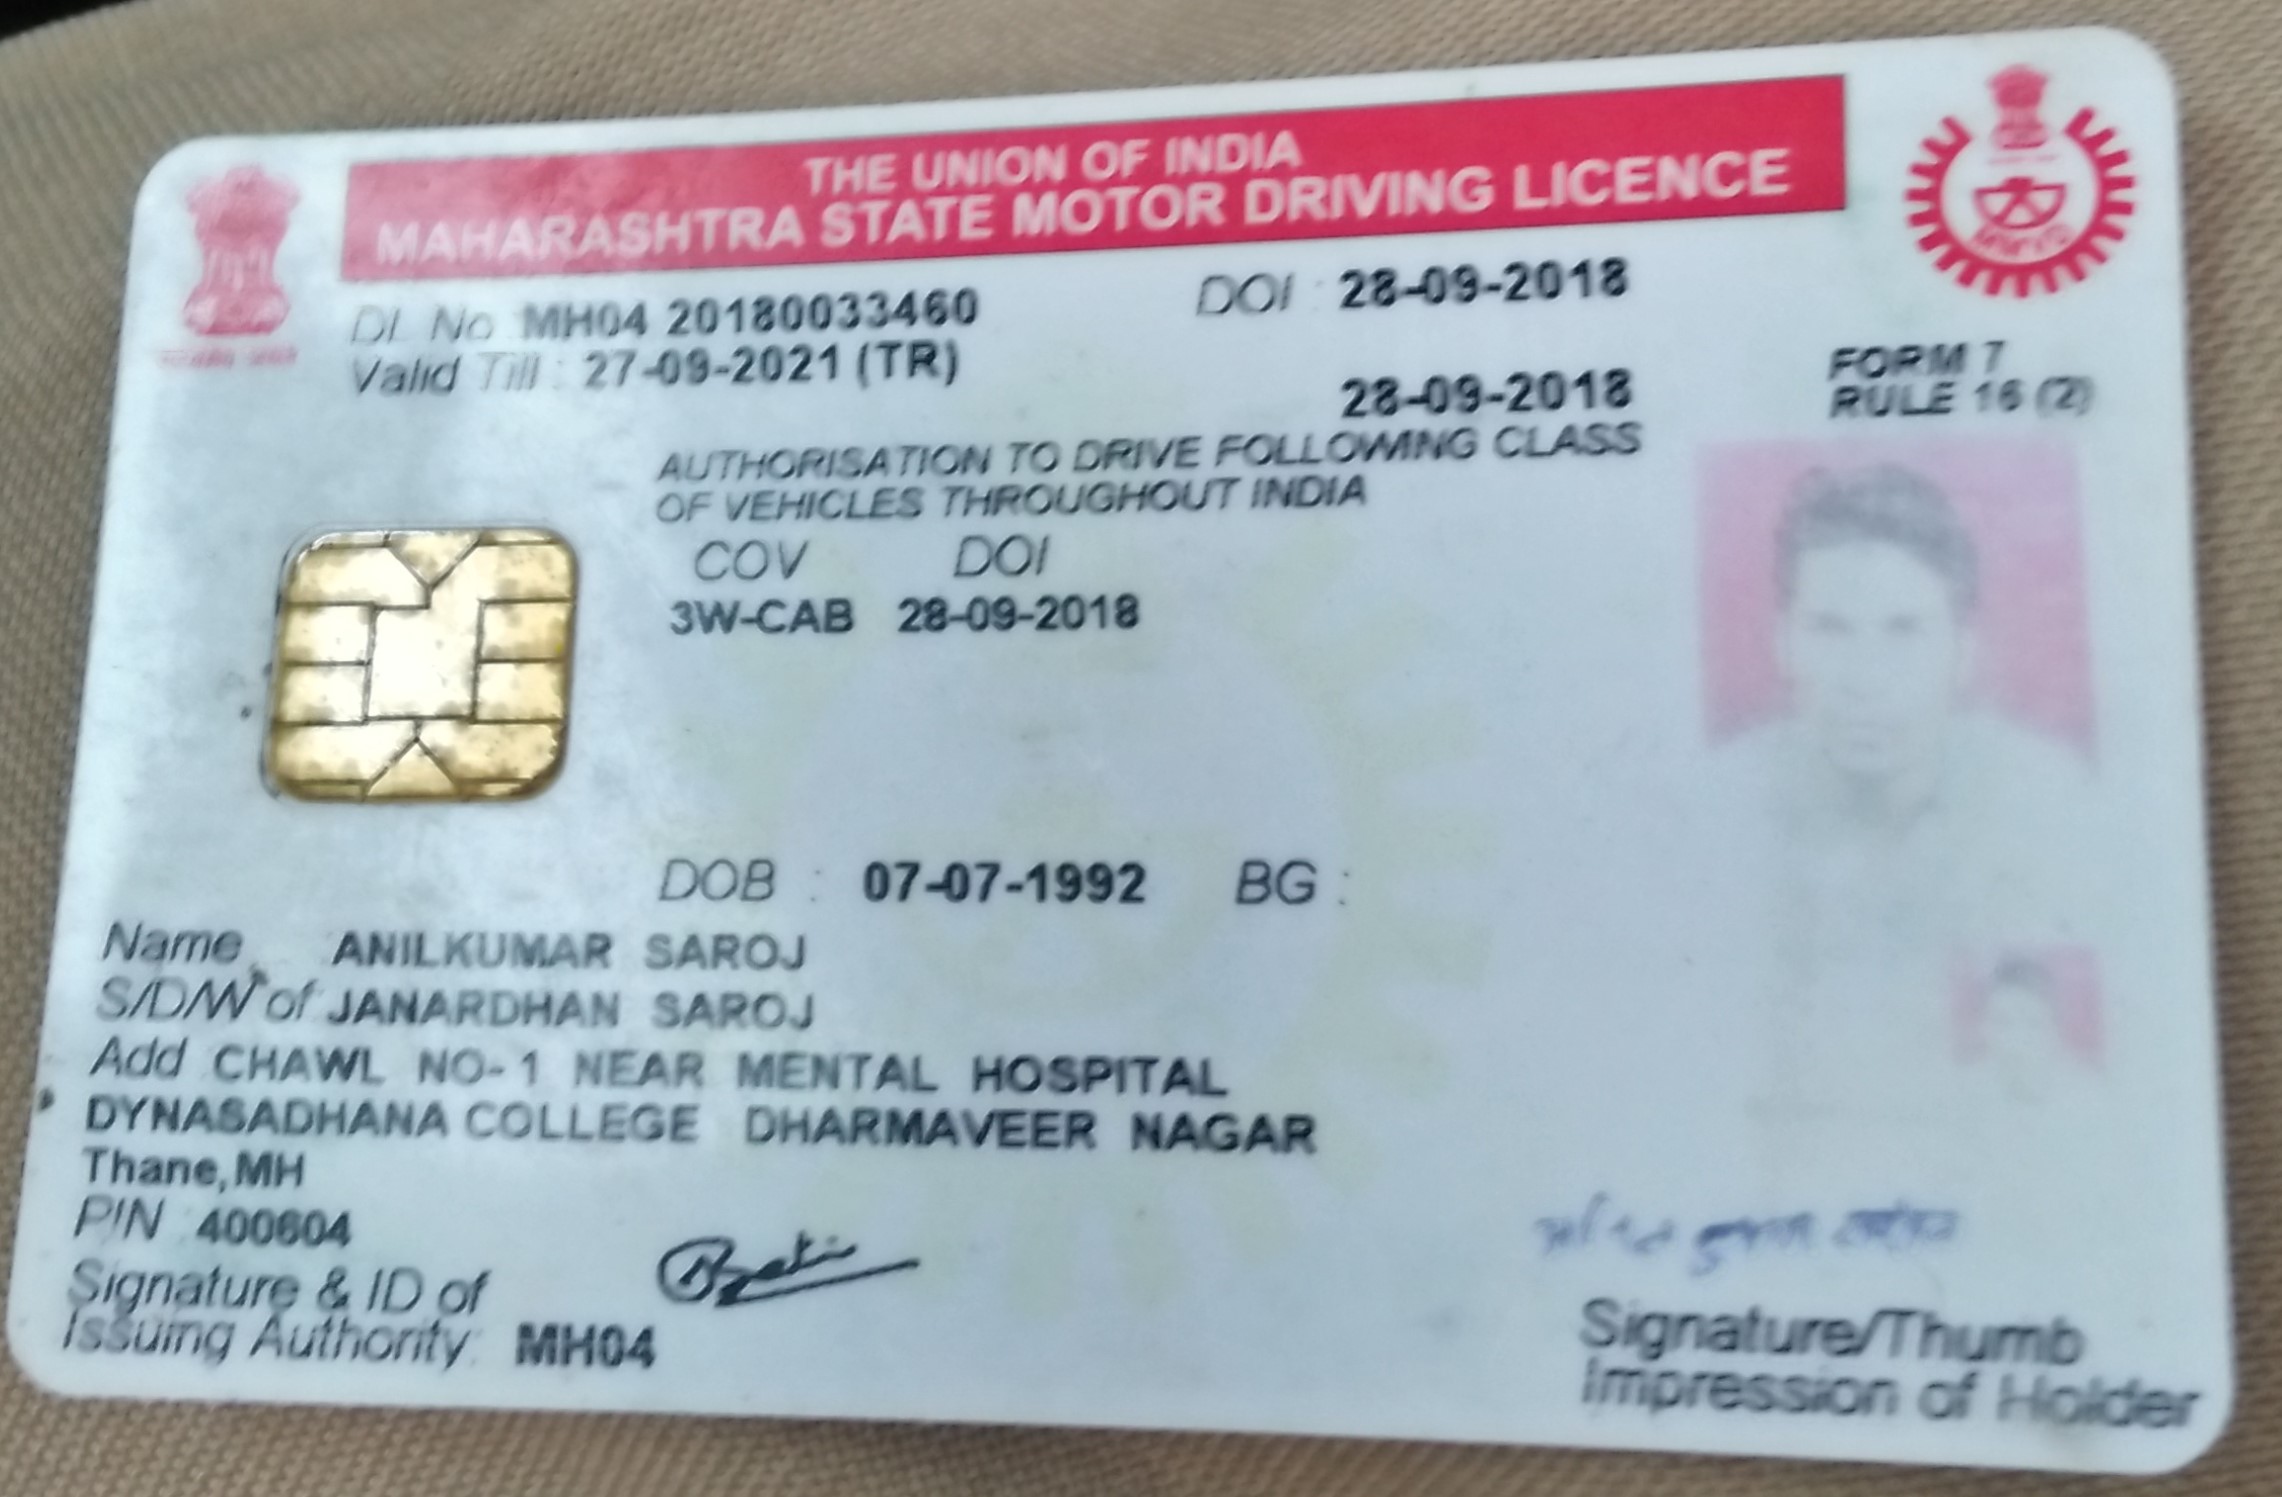 THE UNION OF INDIA
MAHARASHTRA STATE MOTOR DRIVING LICENCE
DL No MH04 20180033460 DOI : 28-09-2018
Valid Till : 27-09-2021 (TR) 28-09-2018
FORM 7
RULE 16 (2)
AUTHORISATION TO DRIVE FOLLOWING CLASS
OF VEHICLES THROUGHOUT INDIA
COV DOI
3W-CAB 28-09-2018
DOB : 07-07-1992 BG :
Name ANILKUMAR SAROJ
S/D/W of JANARDHAN SAROJ
Add CHAWL NO-1 NEAR MENTAL HOSPITAL
DYNASADHANA COLLEGE DHARMAVEER NAGAR
Thane,MH
PIN 400604
Signature & ID of
Issuing Authority: MH04
Signature/Thumb
Impression of Holder